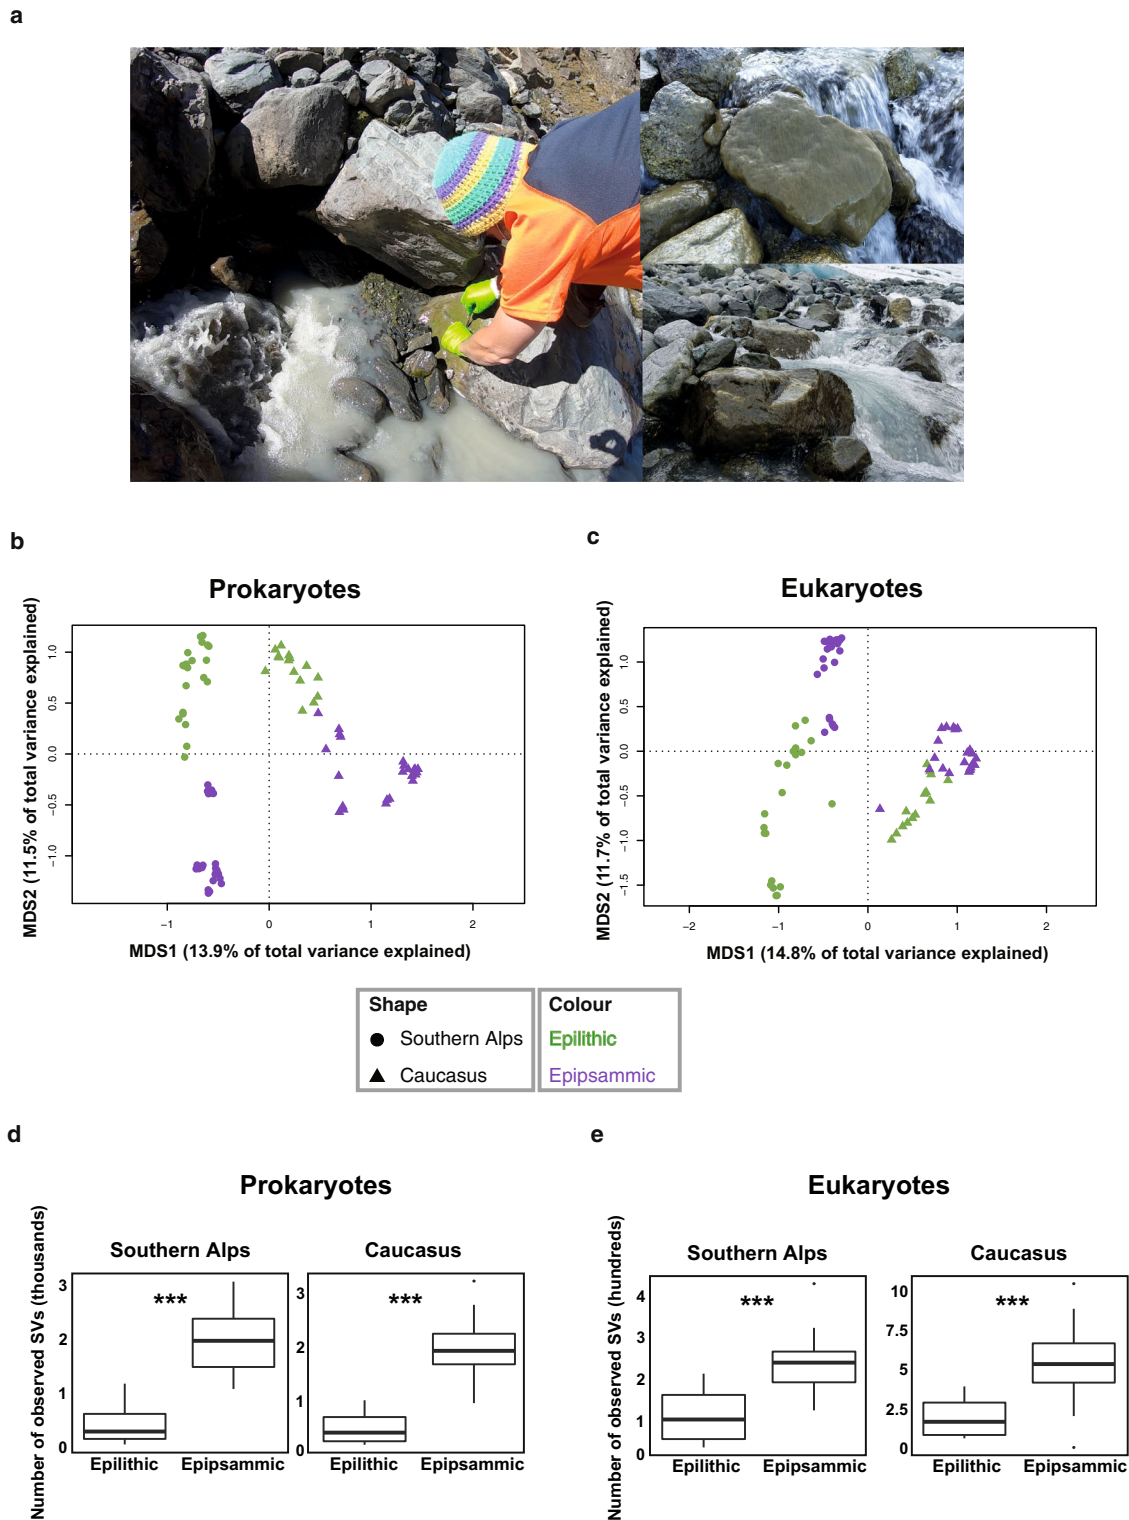 a
b
Prokaryotes
MDS2 (11.5% of total variance explained)
1.0
0.5
0.0
−0.5
−1.0
−1
0
1
2
MDS1 (13.9% of total variance explained)
c
Eukaryotes
MDS2 (11.7% of total variance explained)
1.0
0.5
0.0
−0.5
−1.0
−1.5
−2
−1
0
1
2
MDS1 (14.8% of total variance explained)
Shape
Southern Alps
Caucasus
Colour
Epilithic
Epipsammic
d
Prokaryotes
Number of observed SVs (thousands)
Southern Alps
3
2
1
0
***
Epilithic
Epipsammic
Caucasus
3
2
1
0
***
Epilithic
Epipsammic
e
Eukaryotes
Number of observed SVs (hundreds)
Southern Alps
4
3
2
1
0
***
Epilithic
Epipsammic
Caucasus
10
7.5
5
2.5
0
***
Epilithic
Epipsammic